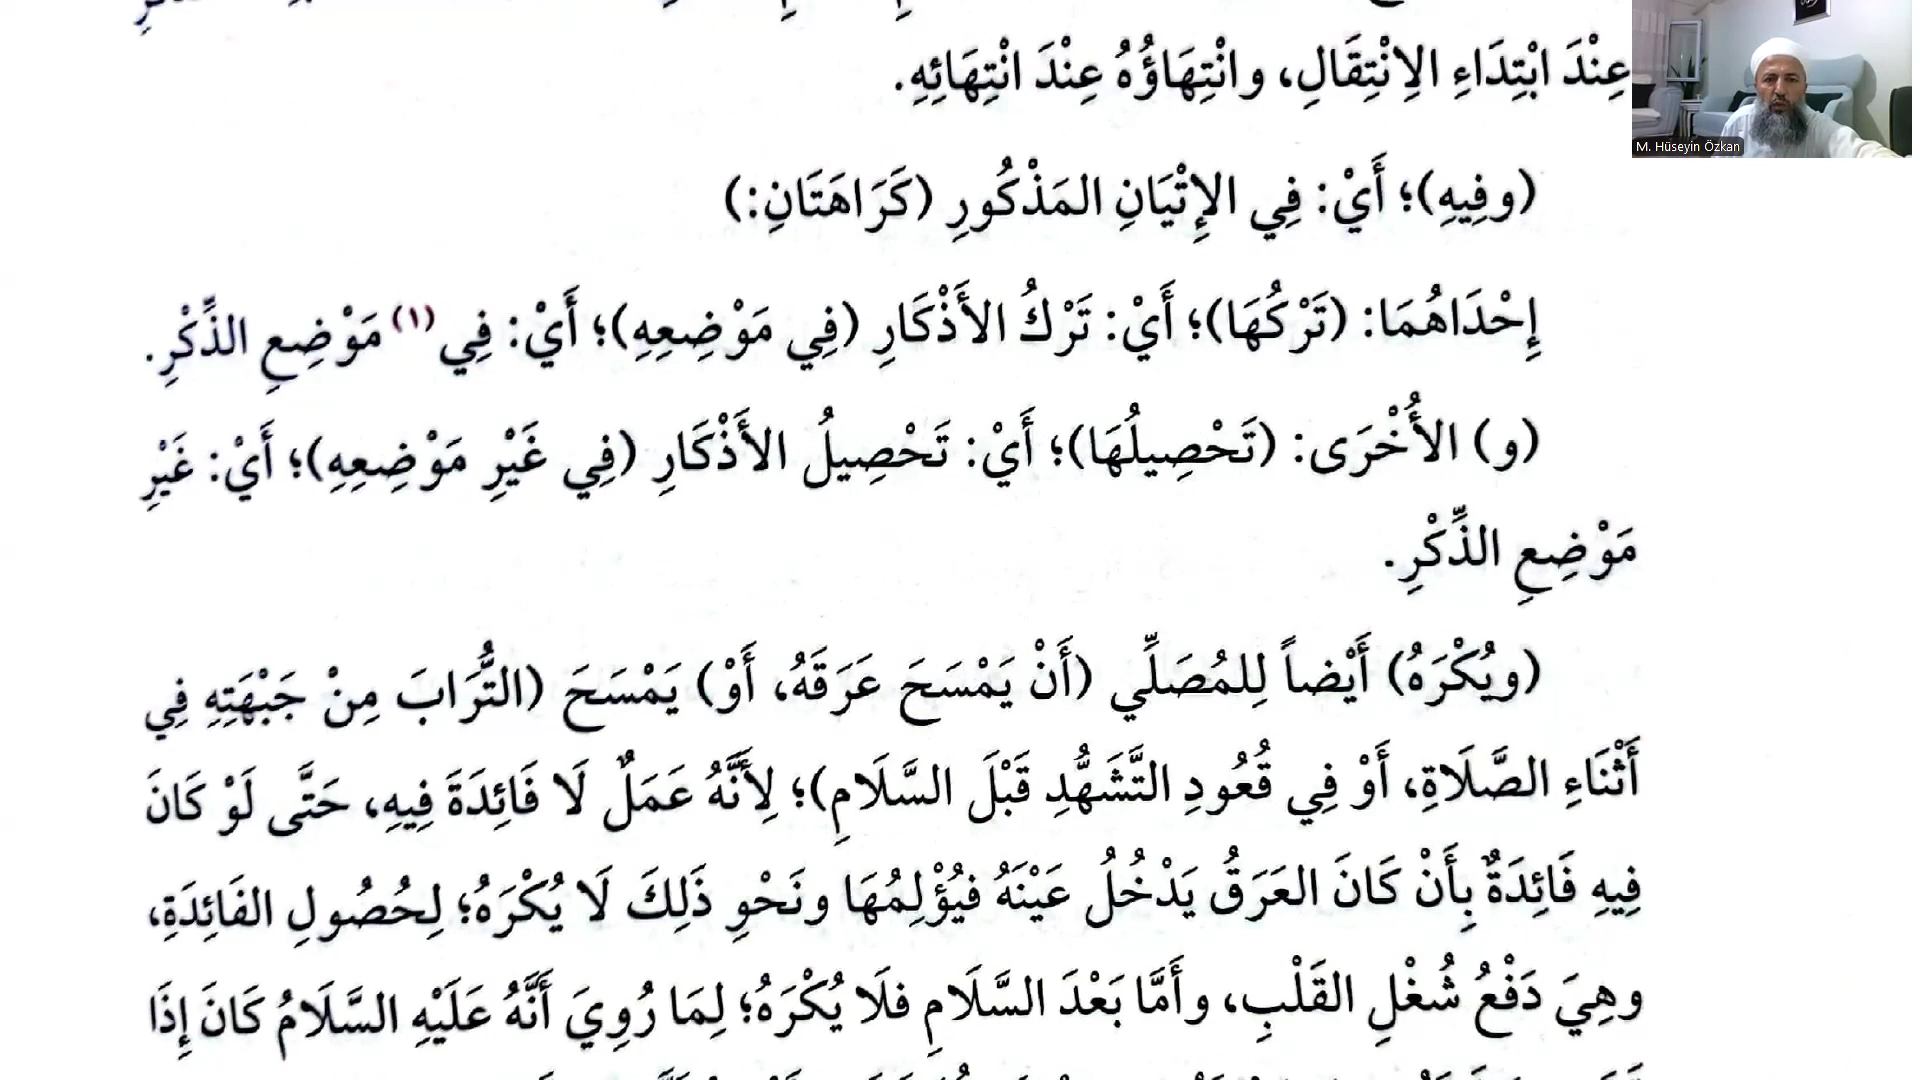 عِنْدَ ابْتِدَاءِ الِانْتِقَالِ، وانْتِهَاؤُهُ عِنْدَ انْتِهَائِهِ.
M. Hüseyin Özkan
(وفِيهِ)؛ أَيْ: فِي الإِتْيَانِ المَذْكُورِ (كَرَاهَتَانِ:)
إِحْدَاهُمَا: (تَرْكُهَا)؛ أَيْ: تَرْكُ الأَذْكَارِ (فِي مَوْضِعِهِ)؛ أَيْ: فِي (١) مَوْضِعِ الذِّكْرِ.
(و) الأُخْرَى: (تَحْصِيلُهَا)؛ أَيْ: تَحْصِيلُ الأَذْكَارِ (فِي غَيْرِ مَوْضِعِهِ)؛ أَيْ: غَيْرِ
مَوْضِعِ الذِّكْرِ.
(ويُكْرَهُ) أَيْضاً لِلمُصَلِّي (أَنْ يَمْسَحَ عَرَقَهُ، أَوْ) يَمْسَحَ (التُّرَابَ مِنْ جَبْهَتِهِ فِي
أَثْنَاءِ الصَّلَاةِ، أَوْ فِي قُعُودِ التَّشَهُّدِ قَبْلَ السَّلَامِ)؛ لِأَنَّهُ عَمَلٌ لَا فَائِدَةَ فِيهِ، حَتَّى لَوْ كَانَ
فِيهِ فَائِدَةٌ بِأَنْ كَانَ العَرَقُ يَدْخُلُ عَيْنَهُ فيُؤْلِمُهَا ونَحْوِ ذَلِكَ لَا يُكْرَهُ؛ لِحُصُولِ الفَائِدَةِ،
وهِيَ دَفْعُ شُغْلِ القَلْبِ، وأَمَّا بَعْدَ السَّلَامِ فلَا يُكْرَهُ؛ لِمَا رُوِيَ أَنَّهُ عَلَيْهِ السَّلَامُ كَانَ إِذَا